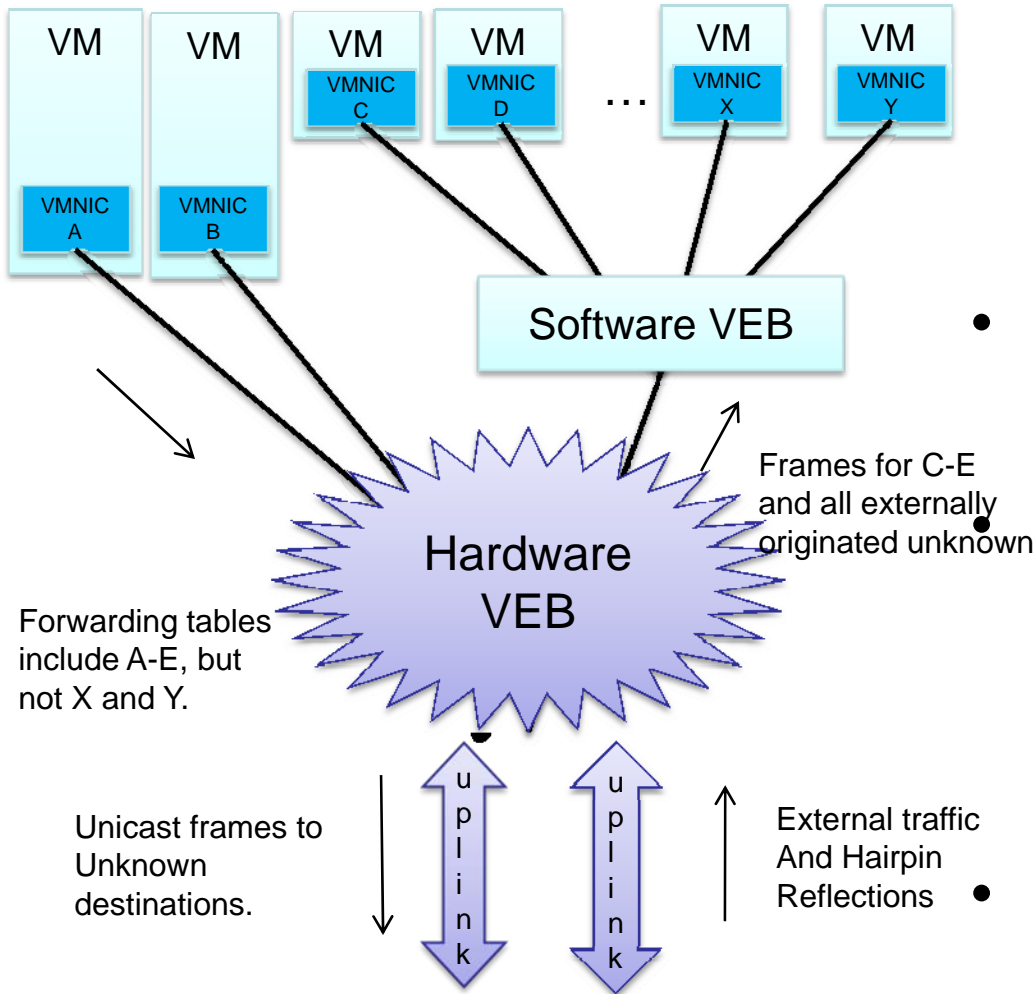 VM
VM
VM
VM
VM
VM
VMNIC
C
VMNIC
D
…
VMNIC
X
VMNIC
Y
VMNIC
A
VMNIC
B
Software VEB
Frames for C-E
and all externally
originated unknown
Hardware
VEB
Forwarding tables
include A-E, but
not X and Y.
Unicast frames to
Unknown
destinations.
uplink
uplink
External traffic
And Hairpin
Reflections